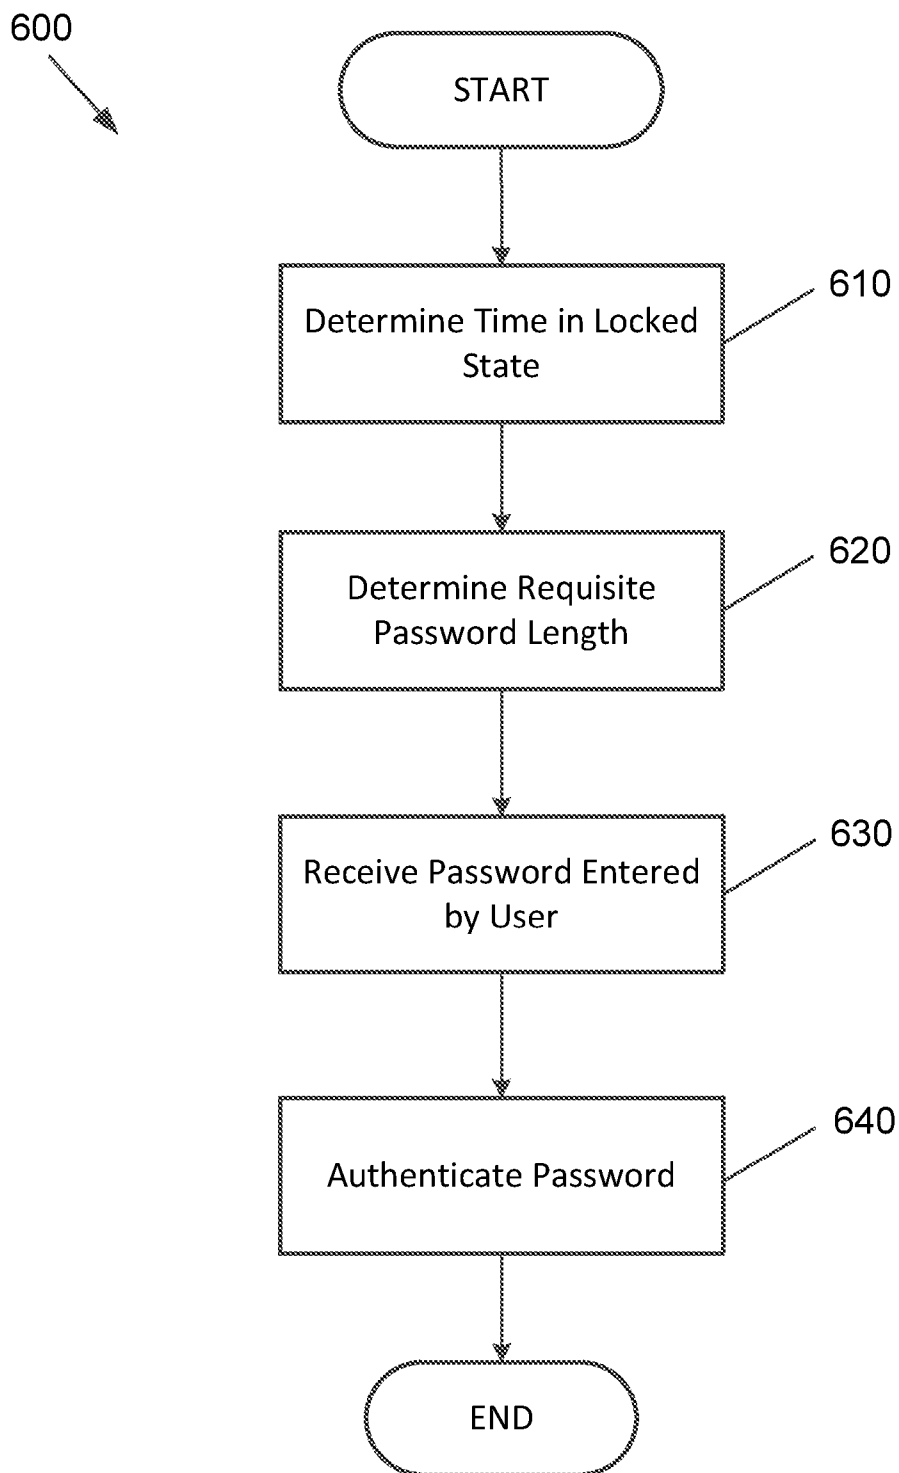 600
START
Determine Time in Locked
State
610
Determine Requisite
Password Length
620
Receive Password Entered
by User
630
Authenticate Password
640
END